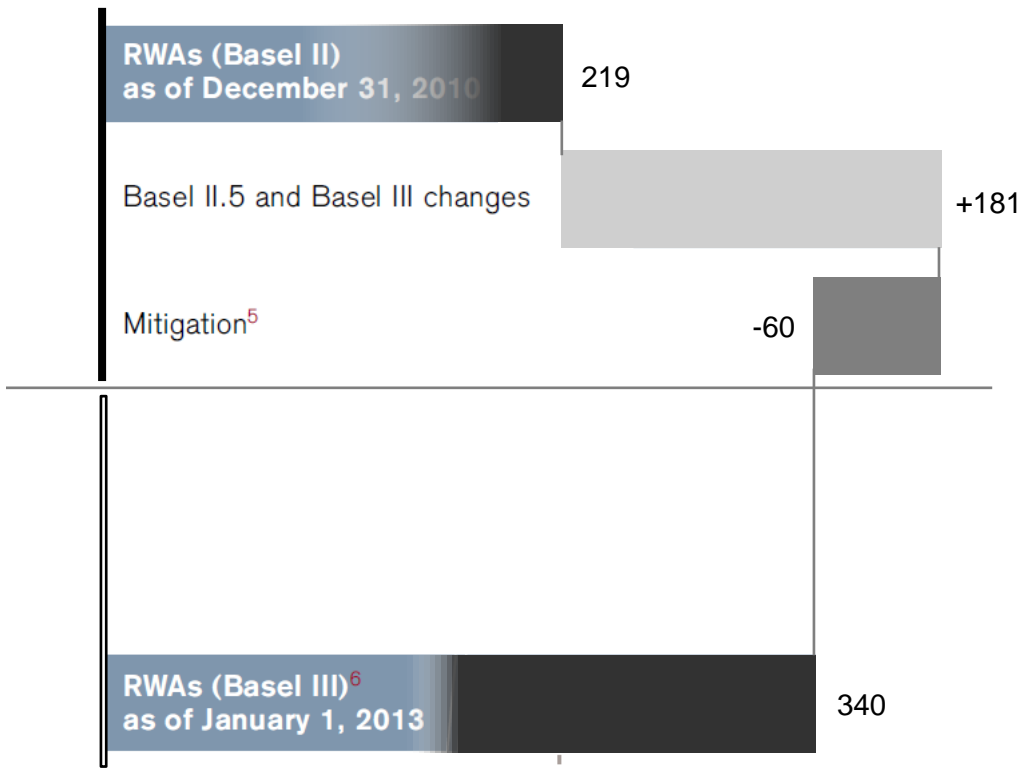 RWAs (Basel II)
as of December 31, 2010
219
Basel II.5 and Basel III changes
+181
Mitigation5
-60
RWAs (Basel III)6
as of January 1, 2013
340